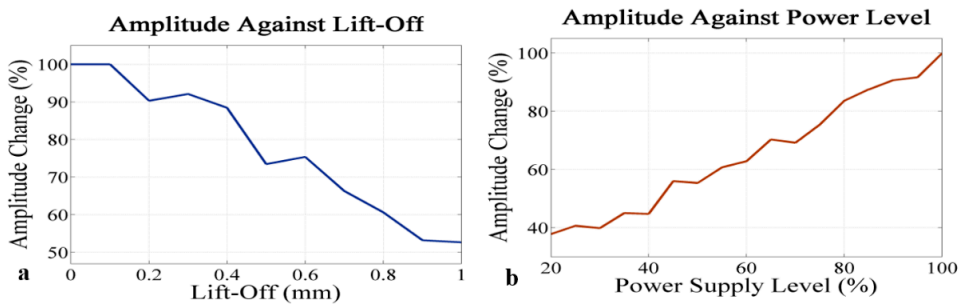 Amplitude Against Lift-Off
Amplitude Change (%)
100
90
80
70
60
50
0
0.2
0.4
0.6
0.8
1
Lift-Off (mm)
a
Amplitude Against Power Level
Amplitude Change (%)
100
80
60
40
20
40
60
80
100
Power Supply Level (%)
b